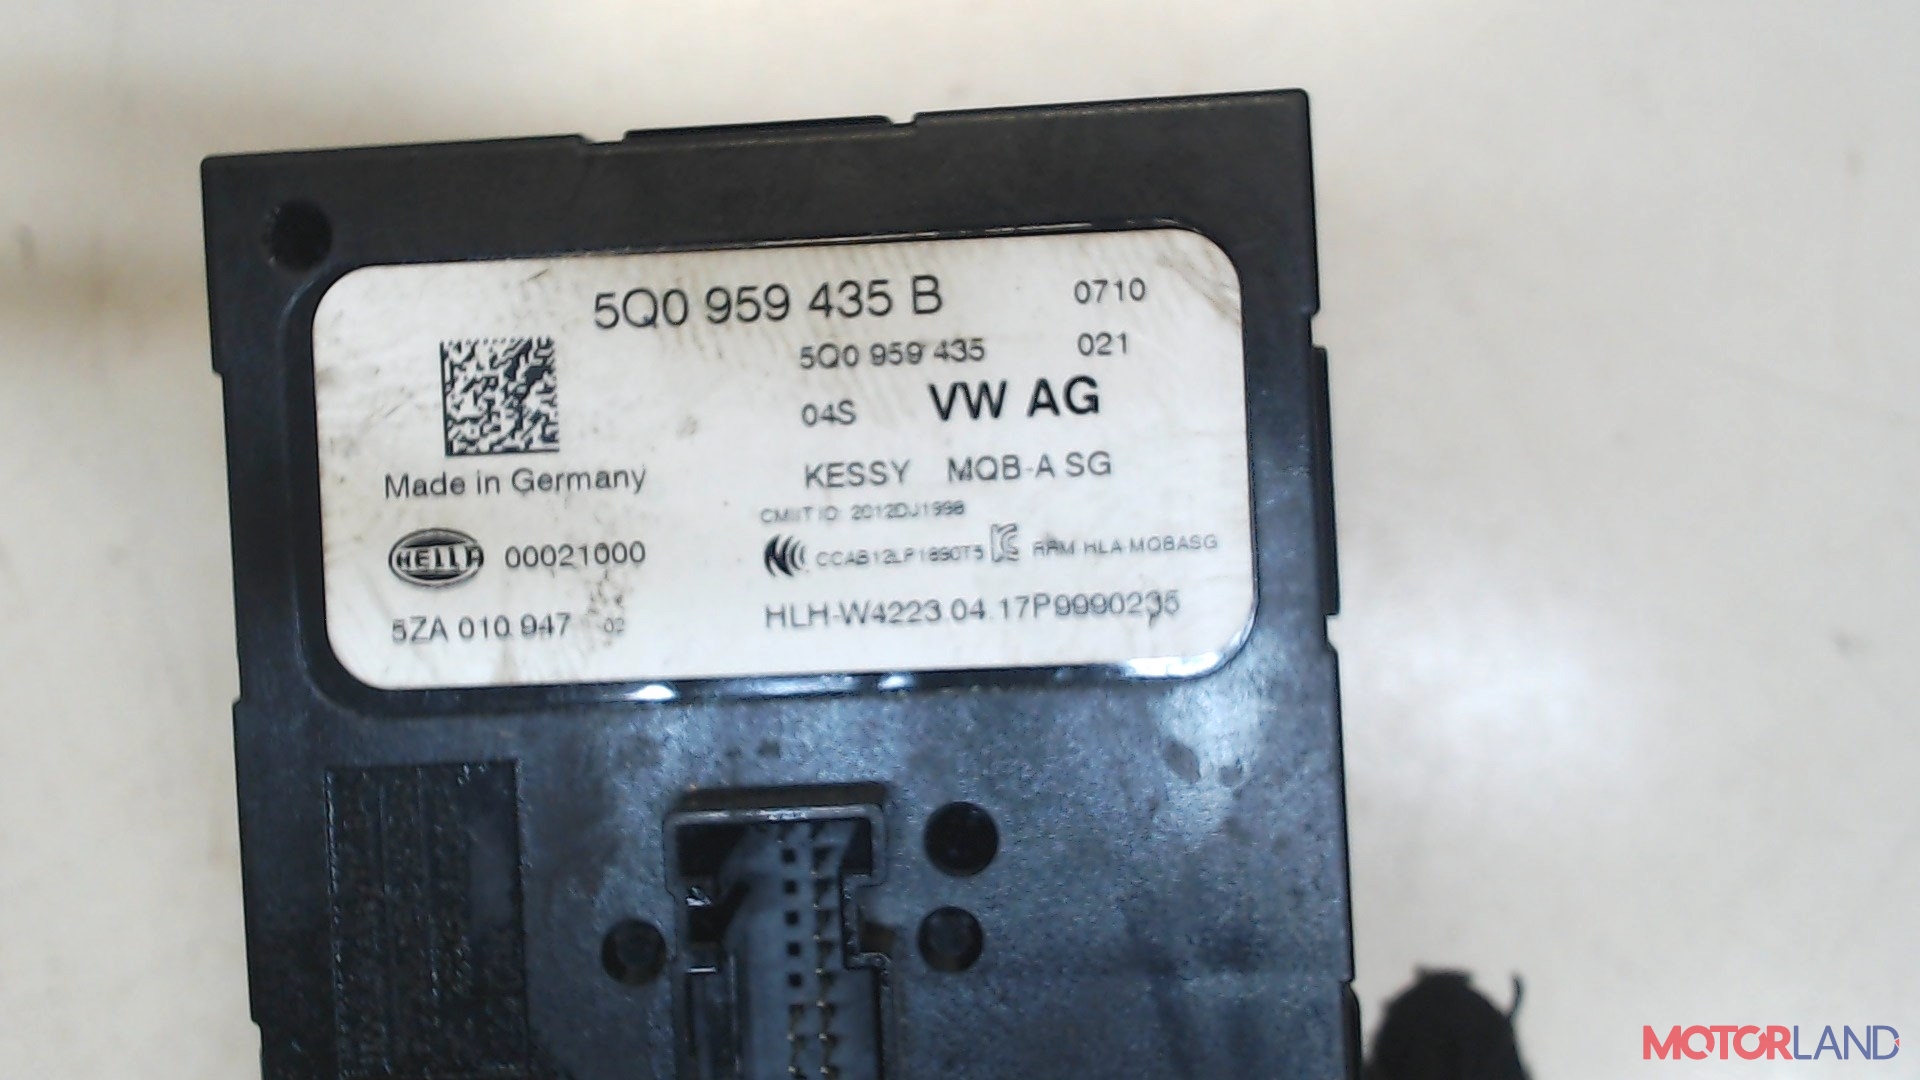 5Q0 959 435 B 0710
5Q0 959 435 021
04S VW AG
Made in Germany KESSY MQB-A SG
CMIIT ID: 2012DJ1998
HELLA 00021000 CCAB12LP1890T5 RRM HLA MQBASG
5ZA 010 947 02 HLH-W4223 04 17P9990235
MOTORLAND